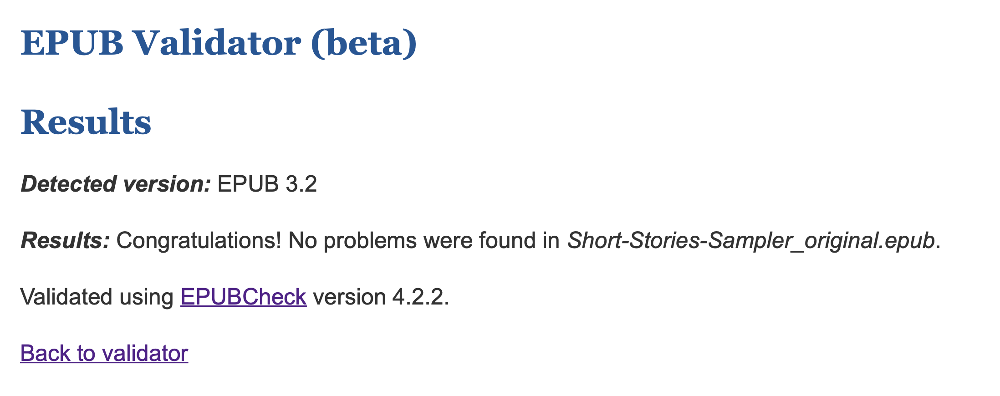 EPUB Validator (beta)
Results
Detected version: EPUB 3.2
Results: Congratulations! No problems were found in Short-Stories-Sampler_original.epub.
Validated using EPUBCheck version 4.2.2.
Back to validator